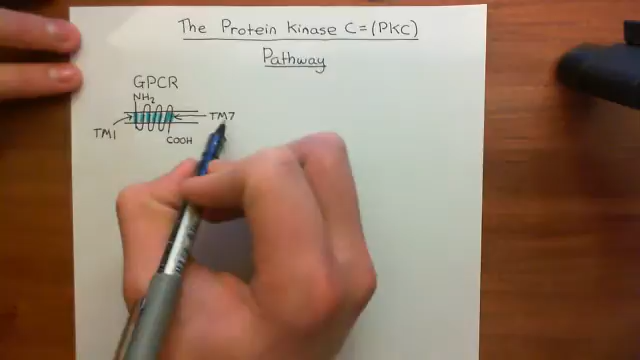 The Protein Kinase C=(PKC)
Pathway
GPCR
NH2
TM7
TM1
COOH